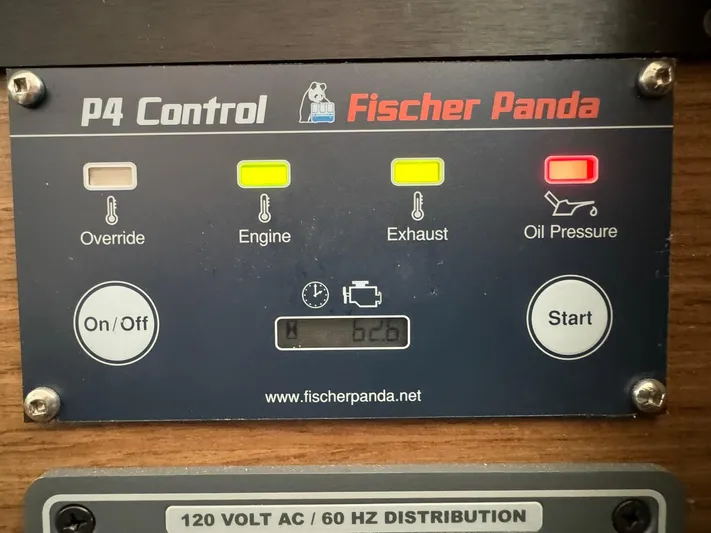 P4 Control Fischer Panda
Override Engine Exhaust Oil Pressure
On/Off Start
626
www.fischerpanda.net
120 VOLT AC / 60 HZ DISTRIBUTION